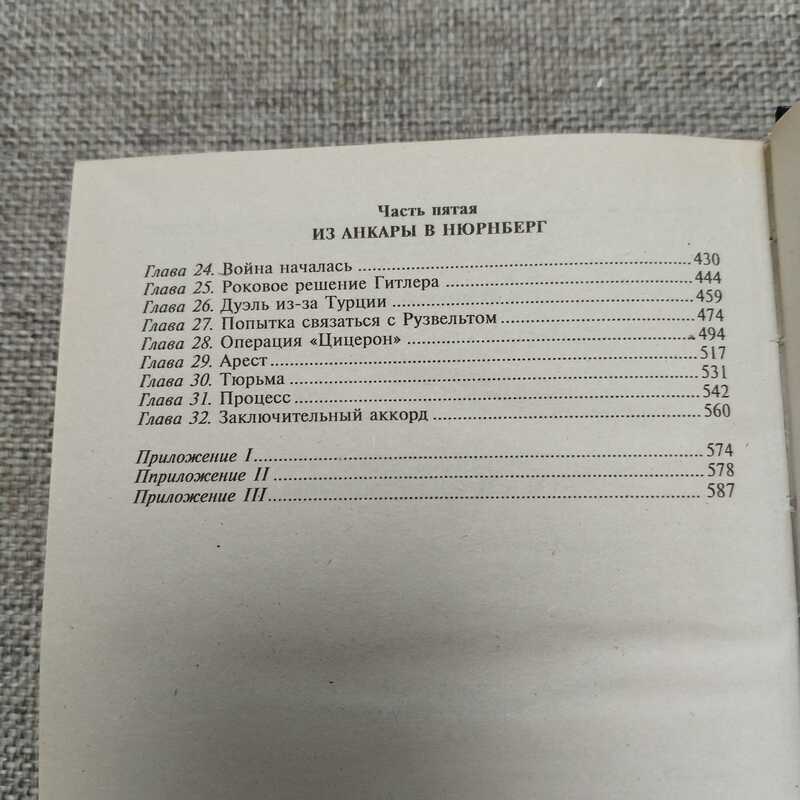 Часть пятая
ИЗ АНКАРЫ В НЮРНБЕРГ
Глава 24. Война началась 430
Глава 25. Роковое решение Гитлера 444
Глава 26. Дуэль из-за Турции 459
Глава 27. Попытка связаться с Рузвельтом 474
Глава 28. Операция «Цицерон» 494
Глава 29. Арест 517
Глава 30. Тюрьма 531
Глава 31. Процесс 542
Глава 32. Заключительный аккорд 560
Приложение I 574
Пприложение II 578
Приложение III 587